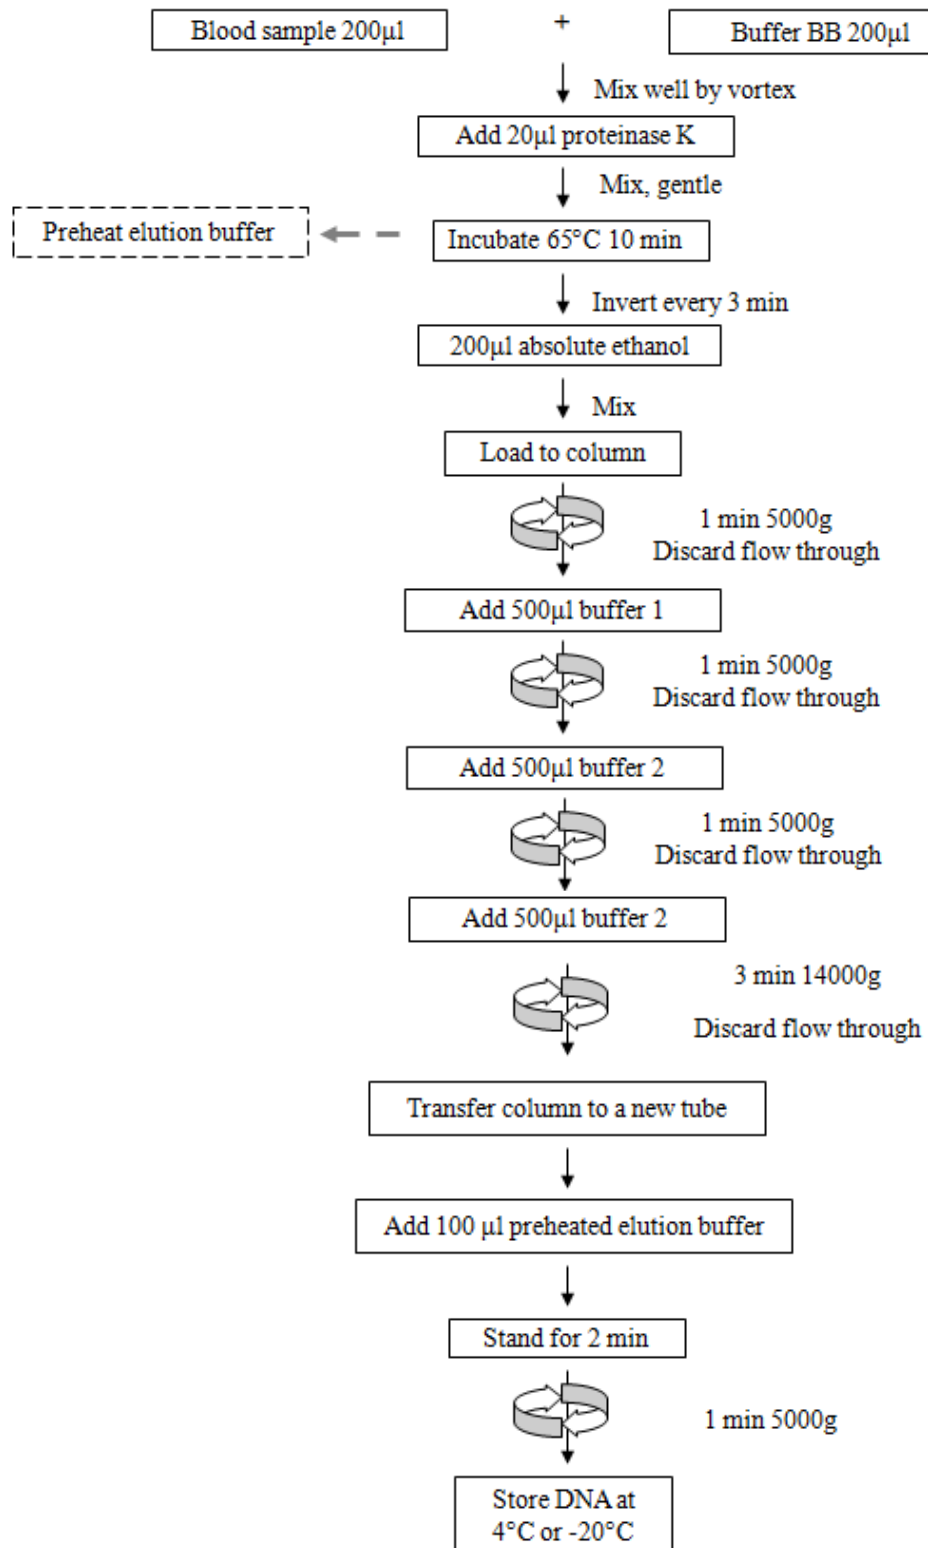 Blood sample 200µl
+
Buffer BB 200µl
Mix well by vortex
Add 20µl proteinase K
Mix, gentle
Preheat elution buffer
Incubate 65°C 10 min
Invert every 3 min
200µl absolute ethanol
Mix
Load to column
1 min 5000g
Discard flow through
Add 500µl buffer 1
1 min 5000g
Discard flow through
Add 500µl buffer 2
1 min 5000g
Discard flow through
Add 500µl buffer 2
3 min 14000g
Discard flow through
Transfer column to a new tube
Add 100 µl preheated elution buffer
Stand for 2 min
1 min 5000g
Store DNA at
4°C or -20°C